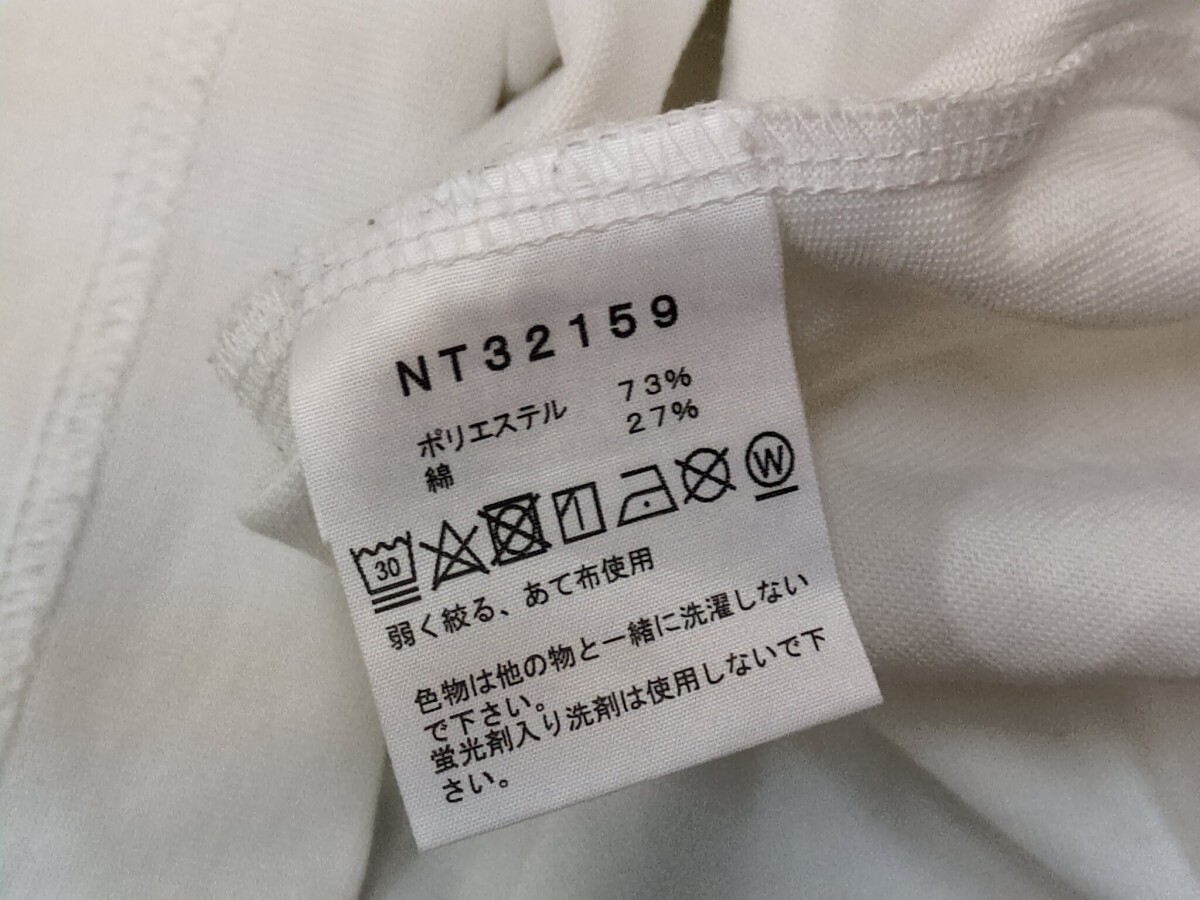 NT32159
ポリエステル 73%
綿 27%
30 W
弱く絞る、あて布使用
色物は他の物と一緒に洗濯しない
で下さい。
蛍光剤入り洗剤は使用しないで下
さい。